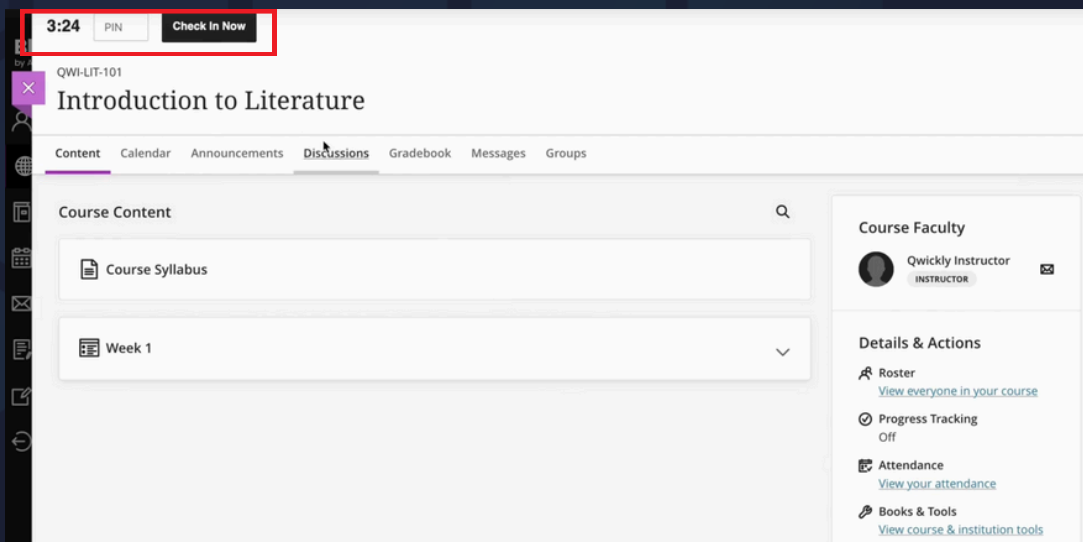 3:24 PIN Check In Now
QWI-LIT-101
Introduction to Literature
Content Calendar Announcements Discussions Gradebook Messages Groups
Course Content
Course Syllabus
Week 1
Course Faculty
Qwickly Instructor
INSTRUCTOR
Details & Actions
Roster
View everyone in your course
Progress Tracking
Off
Attendance
View your attendance
Books & Tools
View course & institution tools